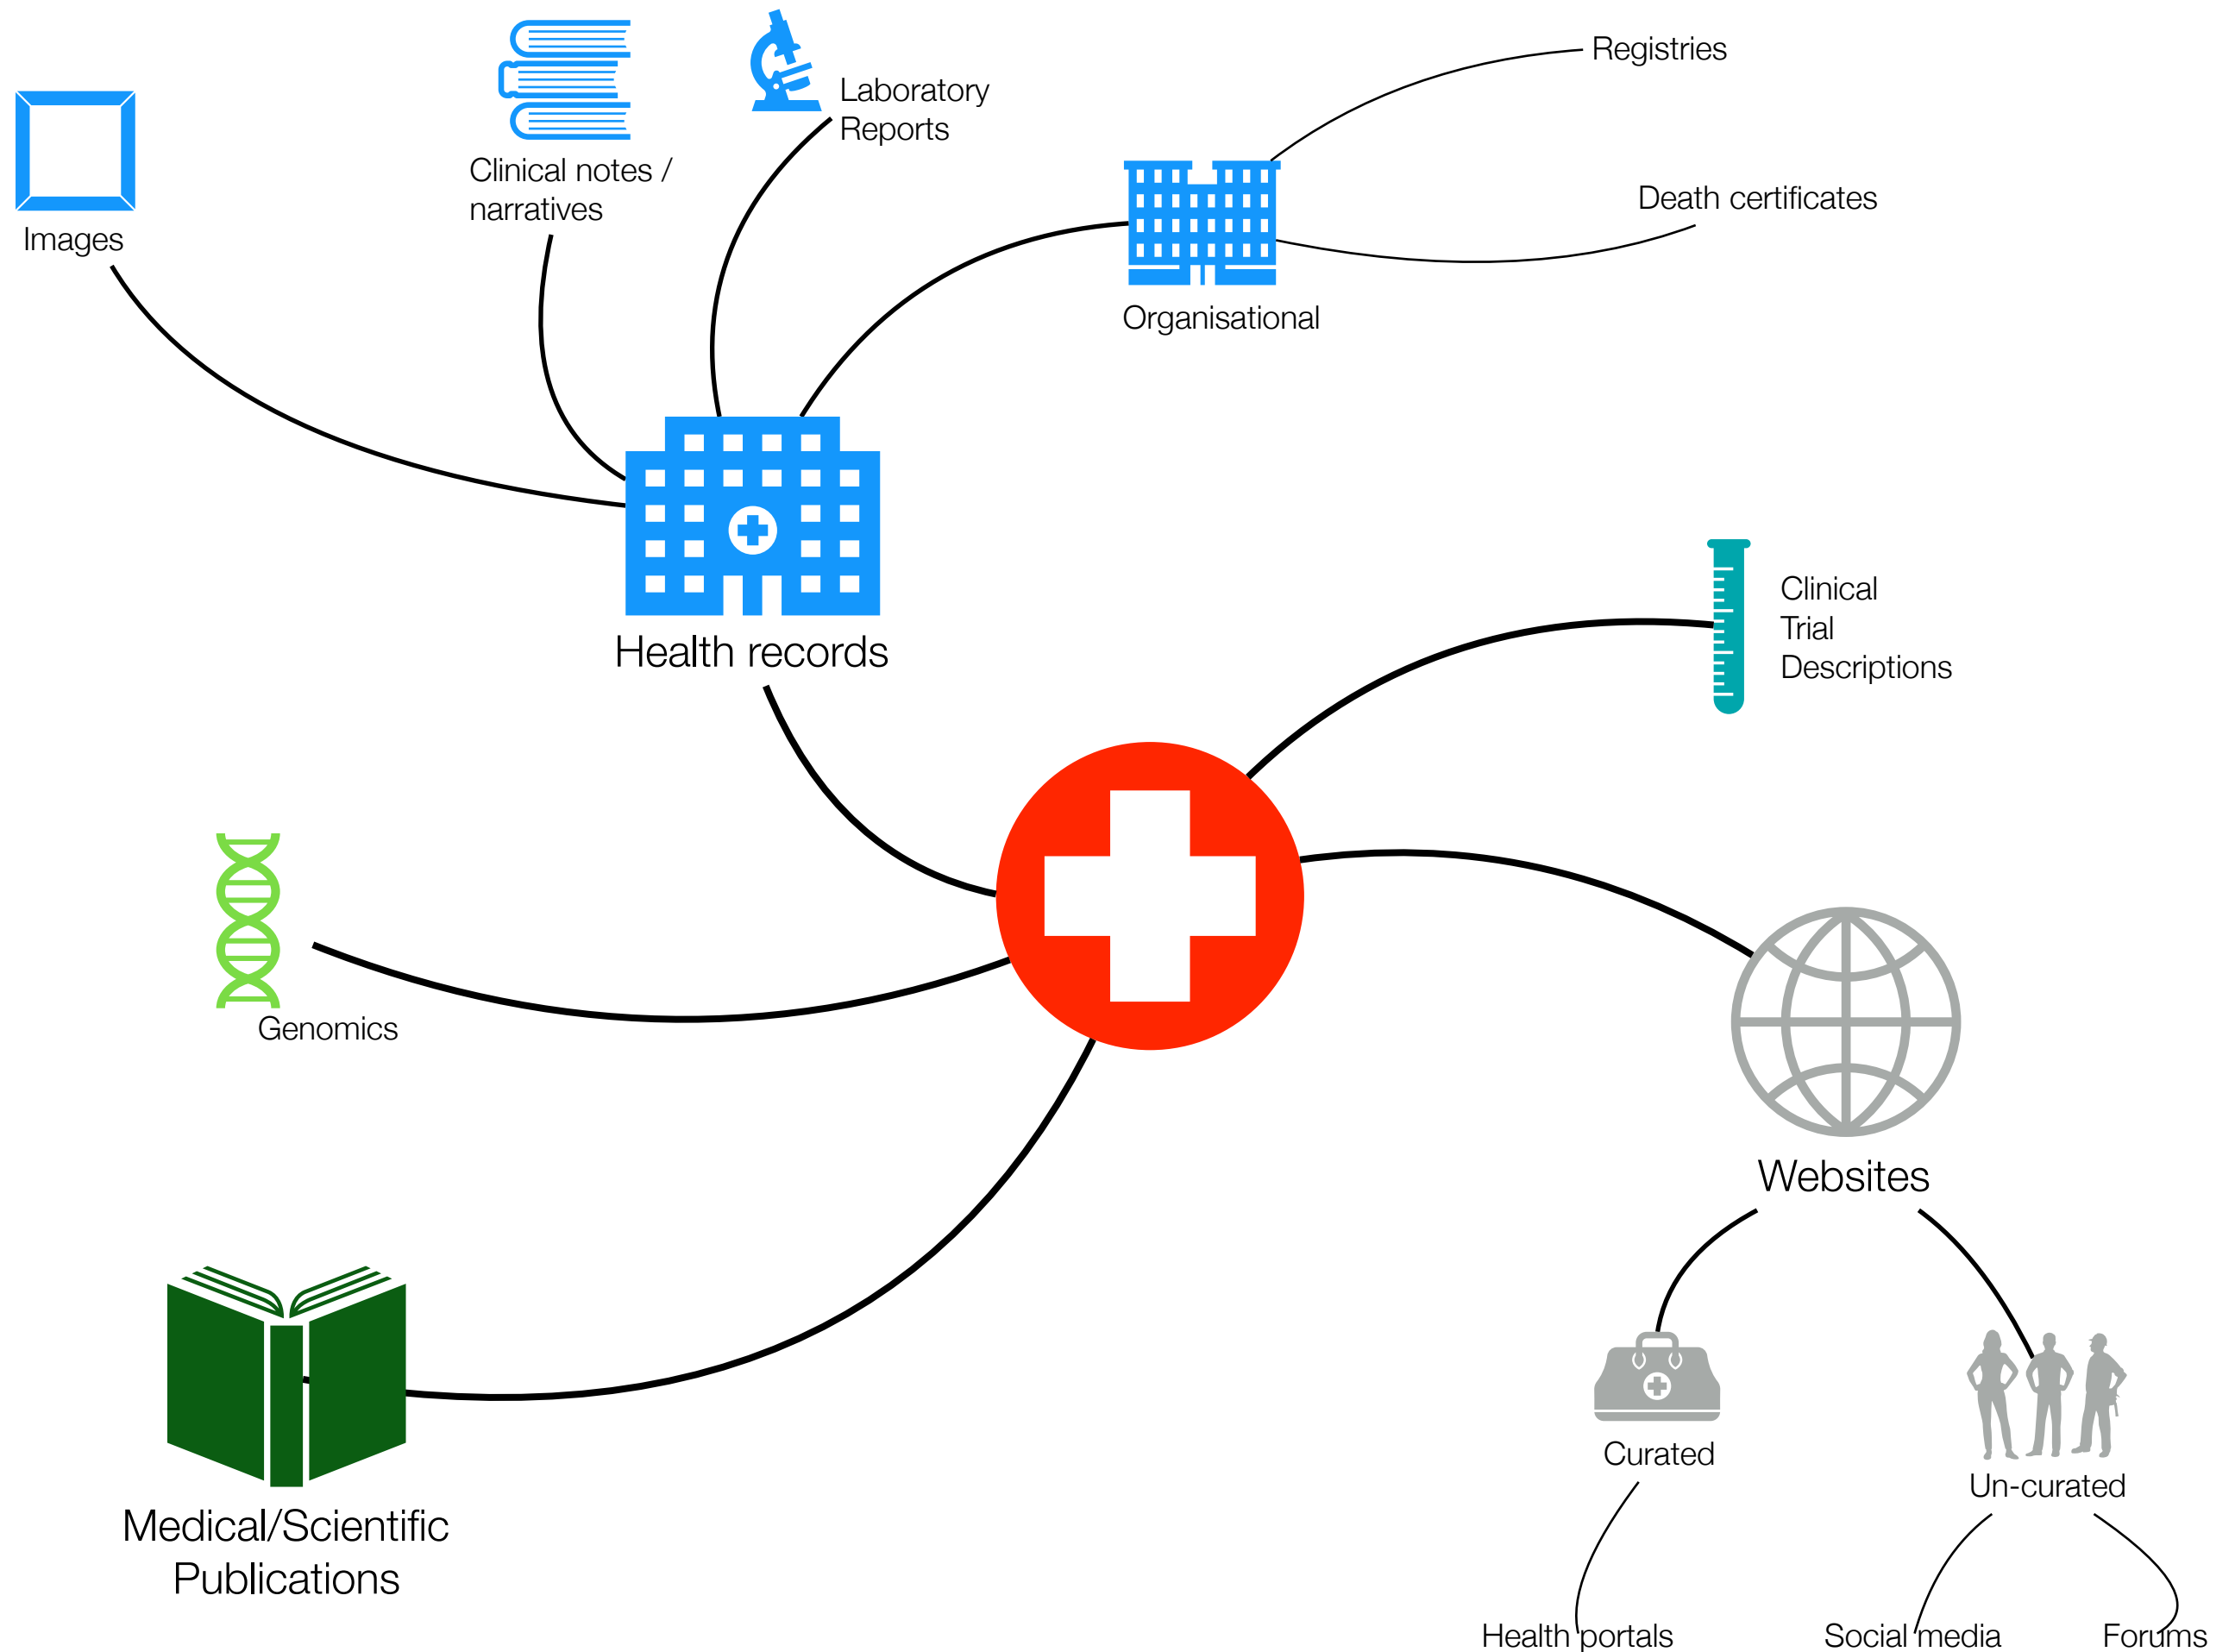 Registries
Laboratory
Reports
Clinical notes /
narratives
Death certificates
Images
Organisational
Clinical
Trial
Descriptions
Health records
Genomics
Websites
Curated
Un-curated
Medical/Scientific
Publications
Health portals
Social media
Forums